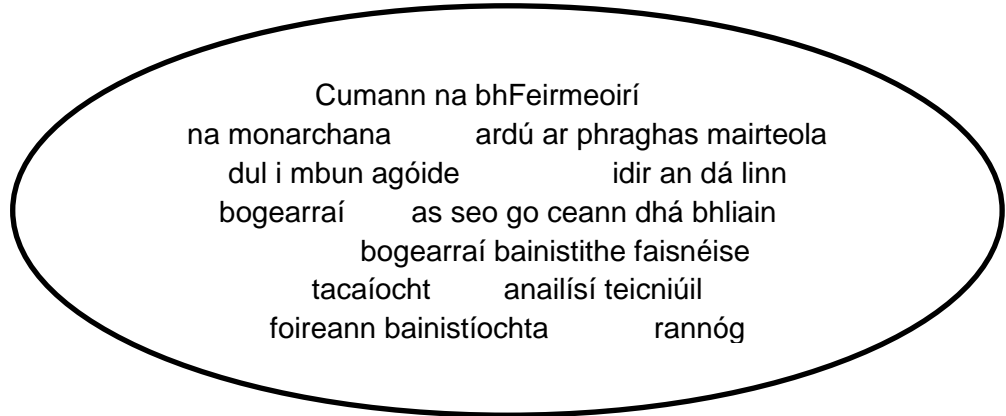 Cumann na bhFeirmeoirí
na monarchana ardú ar phraghas mairteola
dul i mbun agóide idir an dá linn
bogearraí as seo go ceann dhá bhliain
bogearraí bainistithe faisnéise
tacaíocht anailísí teicniúil
foireann bainistíochta rannóg